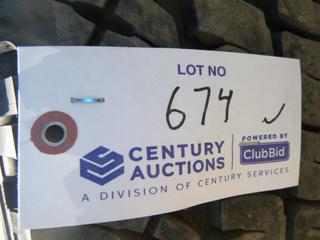 LOT NO
674
CENTURY
AUCTIONS
POWERED BY
ClubBid
A DIVISION OF CENTURY SERVICES